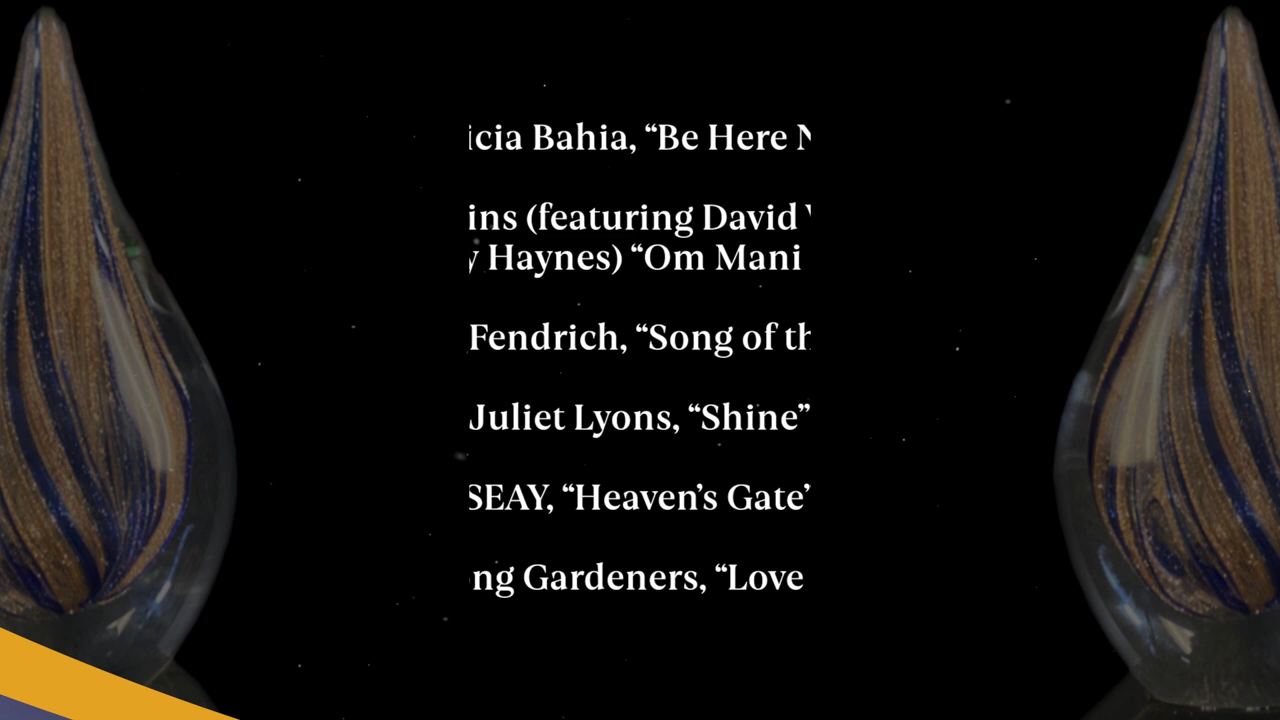 icia Bahia, “Be Here
ins (featuring David
Haynes) “Om Mani
Fendrich, “Song of
Juliet Lyons, “Shine”
SEAY, “Heaven’s Gate’
ng Gardeners, “Love